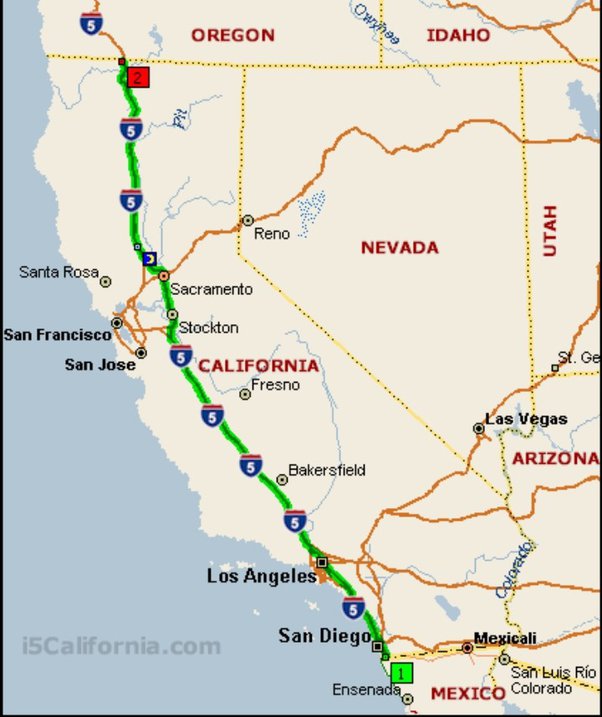 5
OREGON
IDAHO
Owyhee
2
Pit
5
5
Reno
NEVADA
UTAH
Santa Rosa
Sacramento
San Francisco
Stockton
San Jose
5
CALIFORNIA
St. Ge
Fresno
5
Las Vegas
ARIZONA
5
Bakersfield
5
Colorado
Los Angeles
5
San Diego
Mexicali
i5California.com
1
San Luis Río
Colorado
Ensenada
MEXICO